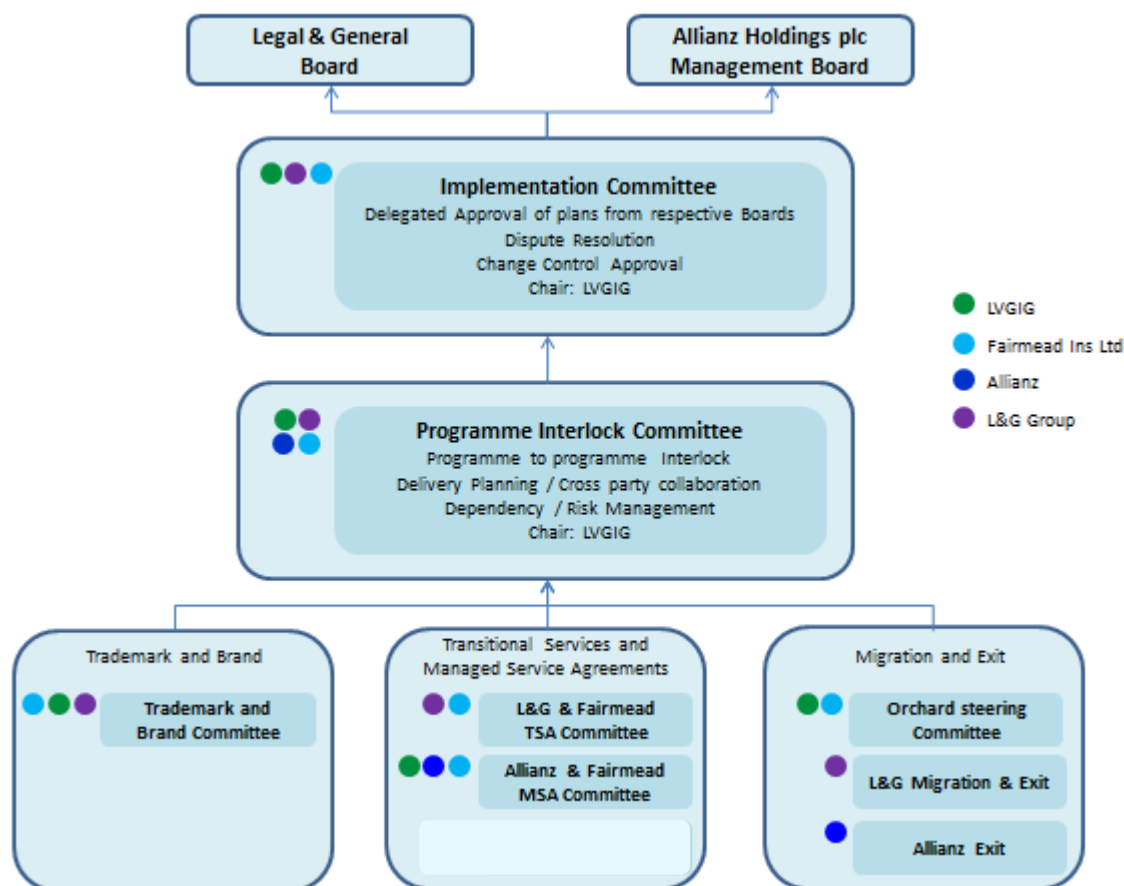 Legal & General
Board
Allianz Holdings plc
Management Board
Implementation Committee
Delegated Approval of plans from respective Boards
Dispute Resolution
Change Control Approval
Chair: LVGIG
LVGIG
Fairmead Ins Ltd
Allianz
L&G Group
Programme Interlock Committee
Programme to programme Interlock
Delivery Planning / Cross party collaboration
Dependency / Risk Management
Chair: LVGIG
Trademark and Brand
Trademark and
Brand Committee
Transitional Services and
Managed Service Agreements
L&G & Fairmead
TSA Committee
Allianz & Fairmead
MSA Committee
Migration and Exit
Orchard steering
Committee
L&G Migration & Exit
Allianz Exit